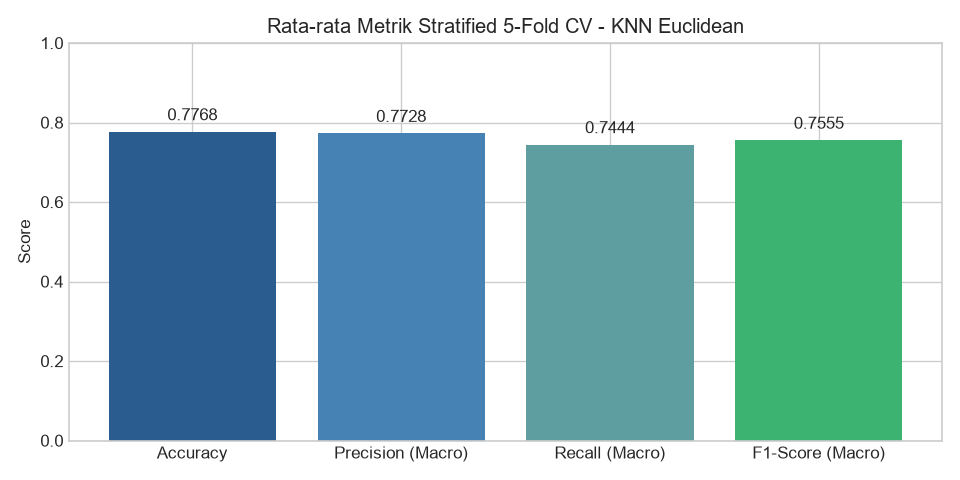 Rata-rata Metrik Stratified 5-Fold CV - KNN Euclidean
1.0
0.8
0.6
0.4
0.2
0.0
Score
0.7768
0.7728
0.7444
0.7555
Accuracy
Precision (Macro)
Recall (Macro)
F1-Score (Macro)